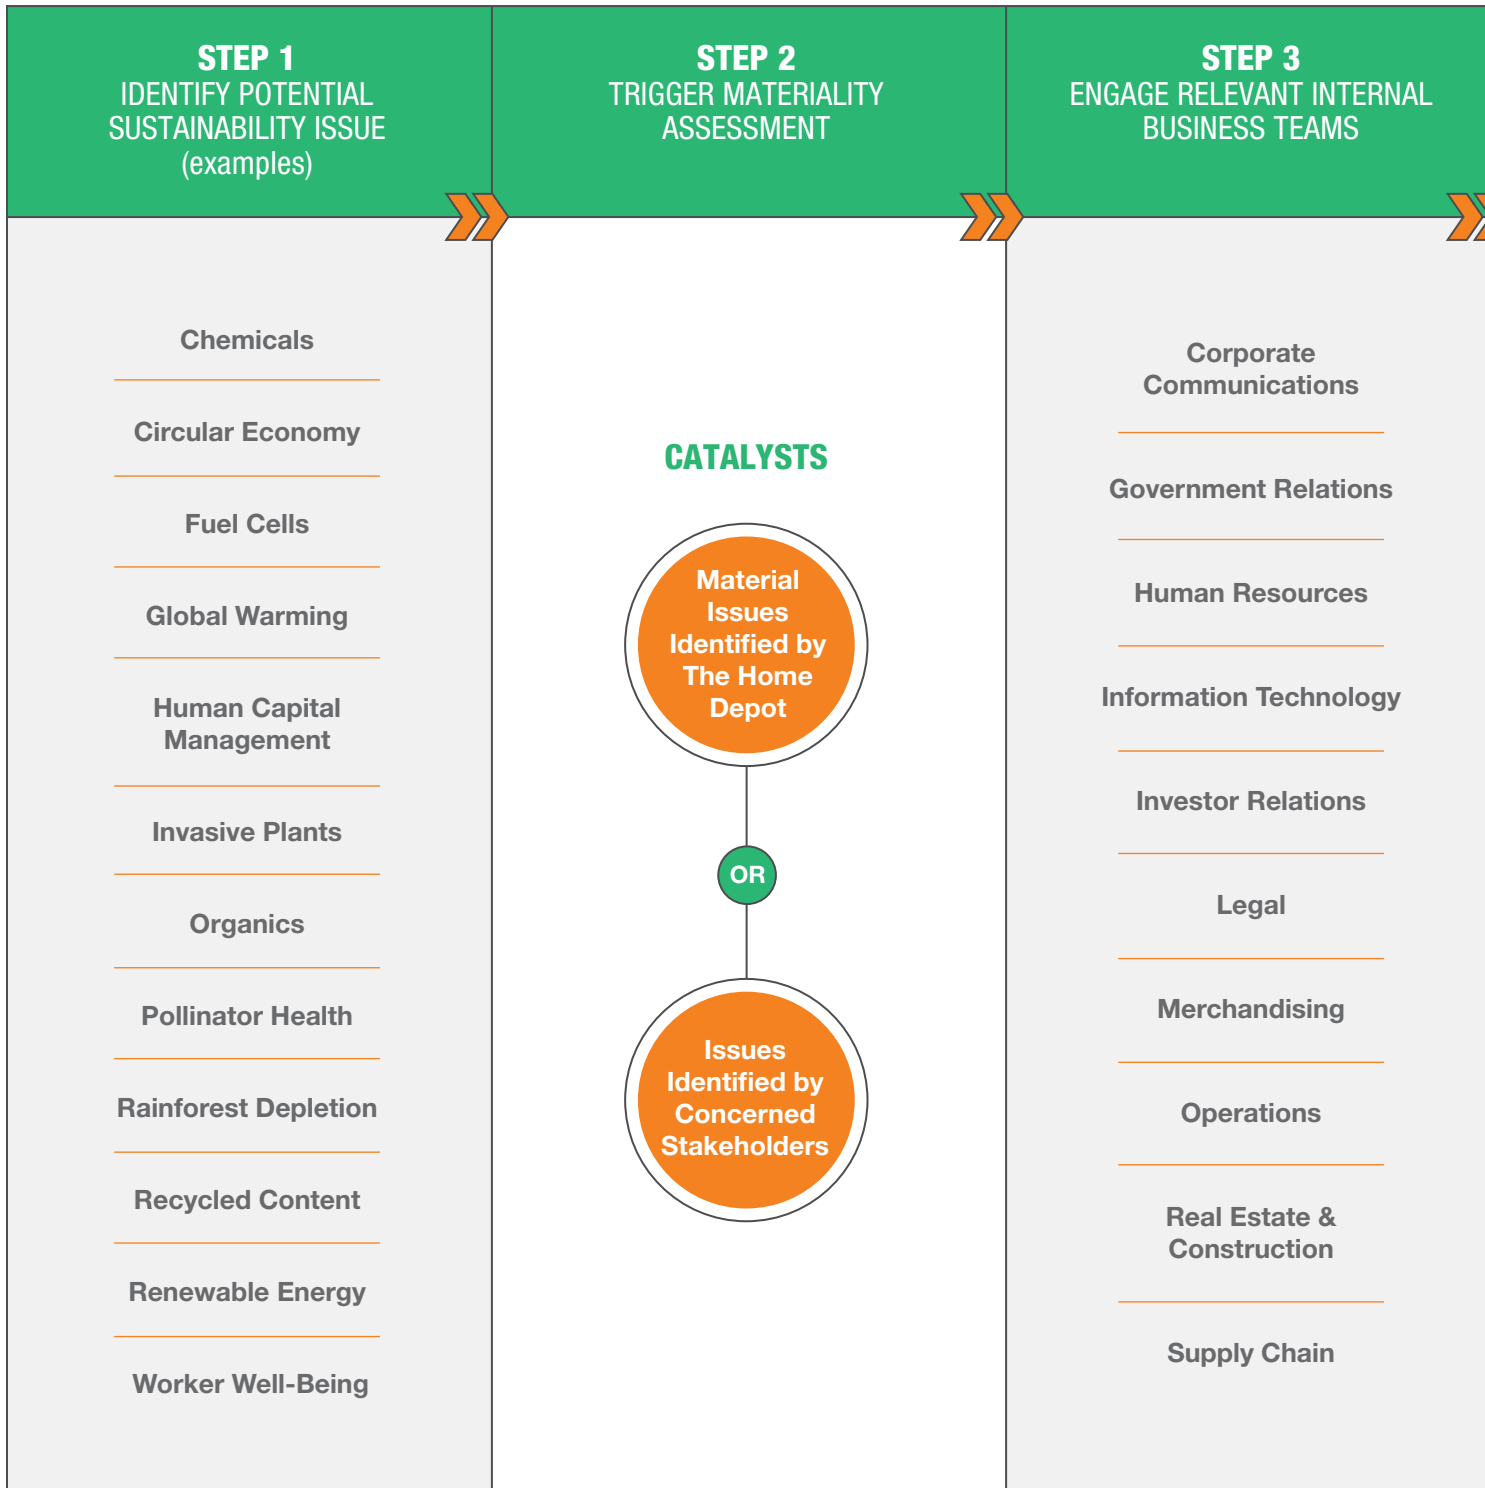 STEP 1
IDENTIFY POTENTIAL
SUSTAINABILITY ISSUE
(examples)
Chemicals
Circular Economy
Fuel Cells
Global Warming
Human Capital
Management
Invasive Plants
Organics
Pollinator Health
Rainforest Depletion
Recycled Content
Renewable Energy
Worker Well-Being
STEP 2
TRIGGER MATERIALITY
ASSESSMENT
CATALYSTS
Material
Issues
Identified by
The Home
Depot
OR
Issues
Identified by
Concerned
Stakeholders
STEP 3
ENGAGE RELEVANT INTERNAL
BUSINESS TEAMS
Corporate
Communications
Government Relations
Human Resources
Information Technology
Investor Relations
Legal
Merchandising
Operations
Real Estate &
Construction
Supply Chain